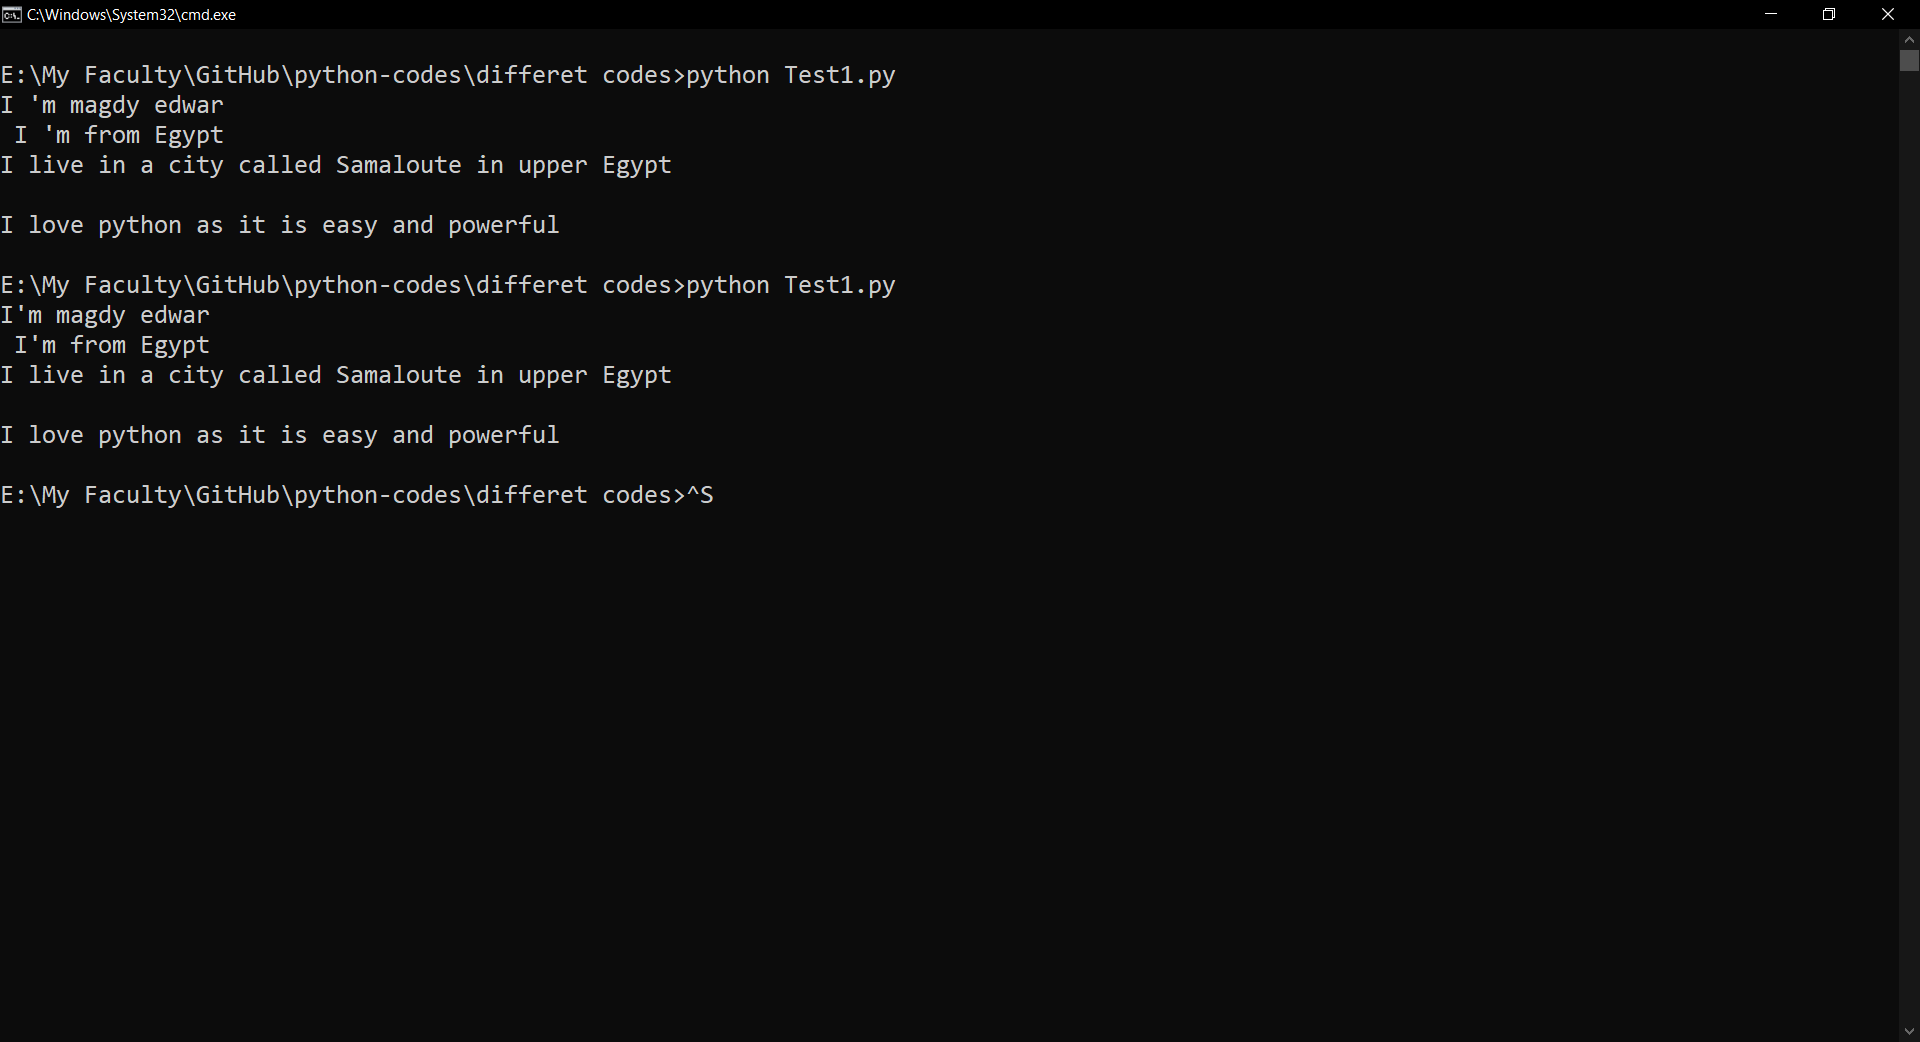 C:\Windows\System32\cmd.exe
E:\My Faculty\GitHub\python-codes\differet codes>python Test1.py
I 'm magdy edwar
 I 'm from Egypt
I live in a city called Samaloute in upper Egypt
I love python as it is easy and powerful
E:\My Faculty\GitHub\python-codes\differet codes>python Test1.py
I'm magdy edwar
 I'm from Egypt
I live in a city called Samaloute in upper Egypt
I love python as it is easy and powerful
E:\My Faculty\GitHub\python-codes\differet codes>^S